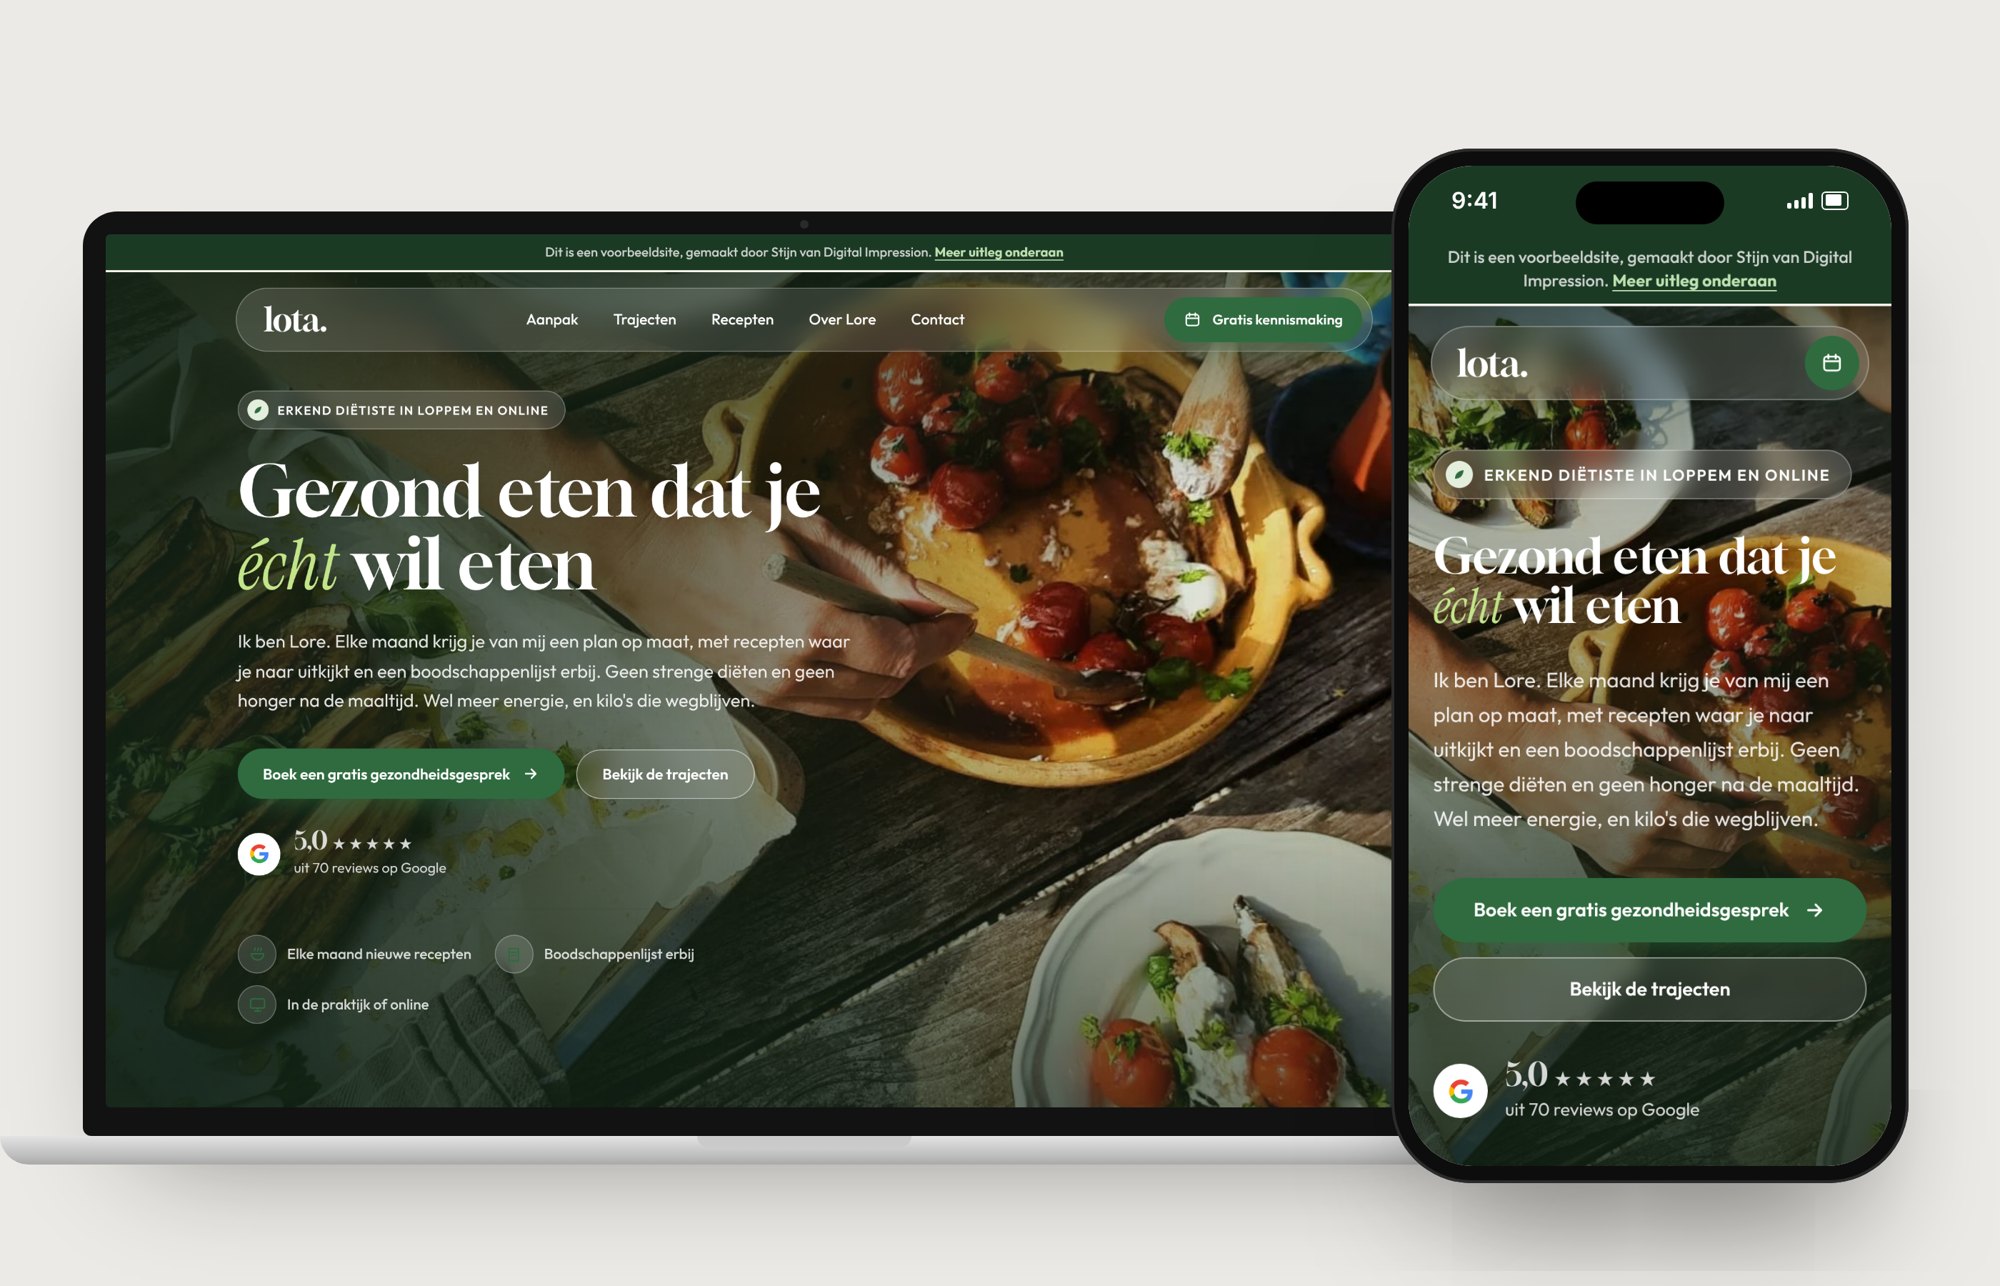 Dit is een voorbeeldsite, gemaakt door Stijn van Digital Impression. Meer uitleg onderaan
lota.
Aanpak
Trajecten
Recepten
Over Lore
Contact
Gratis kennismaking
ERKEND DIËTISTE IN LOPPEM EN ONLINE
Gezond eten dat je
écht wil eten
Ik ben Lore. Elke maand krijg je van mij een plan op maat, met recepten waar
je naar uitkijkt en een boodschappenlijst erbij. Geen strenge diëten en geen
honger na de maaltijd. Wel meer energie, en kilo's die wegblijven.
Boek een gratis gezondheidsgesprek →
Bekijk de trajecten
G
5,0 ★★★★★
uit 70 reviews op Google
Elke maand nieuwe recepten
Boodschappenlijst erbij
In de praktijk of online
9:41
Dit is een voorbeeldsite, gemaakt door Stijn van Digital
Impression. Meer uitleg onderaan
lota.
ERKEND DIËTISTE IN LOPPEM EN ONLINE
Gezond eten dat je
écht wil eten
Ik ben Lore. Elke maand krijg je van mij een
plan op maat, met recepten waar je naar
uitkijkt en een boodschappenlijst erbij. Geen
strenge diëten en geen honger na de maaltijd.
Wel meer energie, en kilo's die wegblijven.
Boek een gratis gezondheidsgesprek →
Bekijk de trajecten
G
5,0 ★★★★★
uit 70 reviews op Google